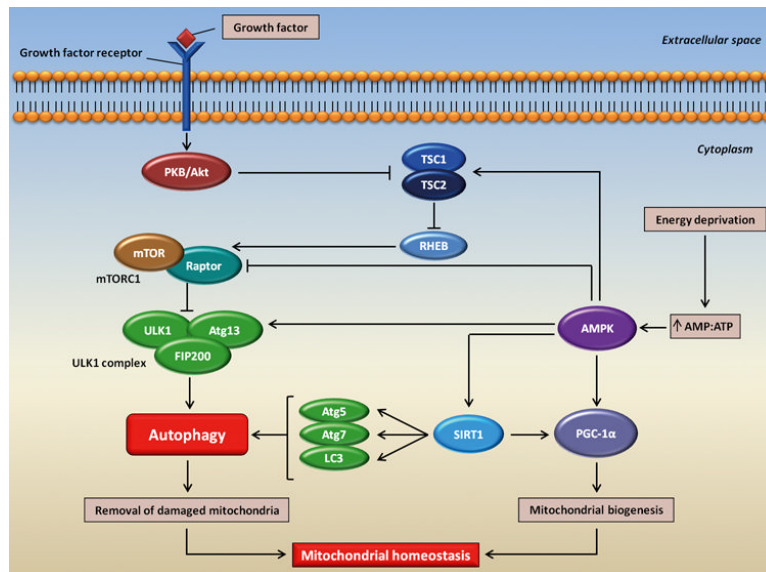 Growth factor
Extracellular space
Growth factor receptor
Cytoplasm
PKB/Akt
TSC1
TSC2
Energy deprivation
mTOR
Raptor
RHEB
mTORC1
ULK1
Atg13
FIP200
ULK1 complex
AMPK
↑ AMP:ATP
Autophagy
Atg5
Atg7
LC3
SIRT1
PGC-1α
Removal of damaged mitochondria
Mitochondrial biogenesis
Mitochondrial homeostasis